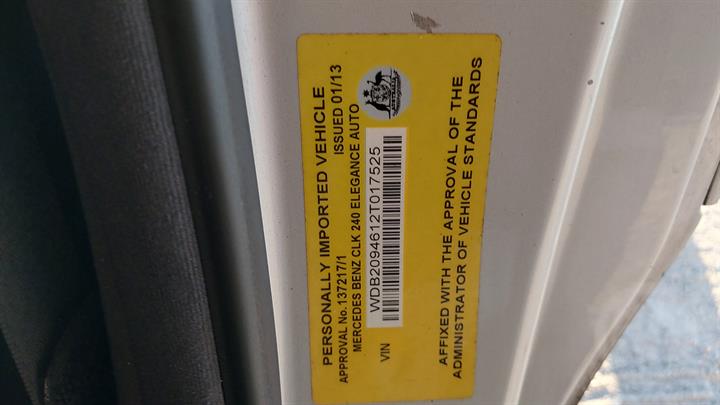 PERSONALLY IMPORTED VEHICLE
APPROVAL No.137217/1 ISSUED 01/13
MERCEDES BENZ CLK 240 ELEGANCE AUTO
VIN WDB2094612T017525
AFFIXED WITH THE APPROVAL OF THE
ADMINISTRATOR OF VEHICLE STANDARDS
AUSTRALIA